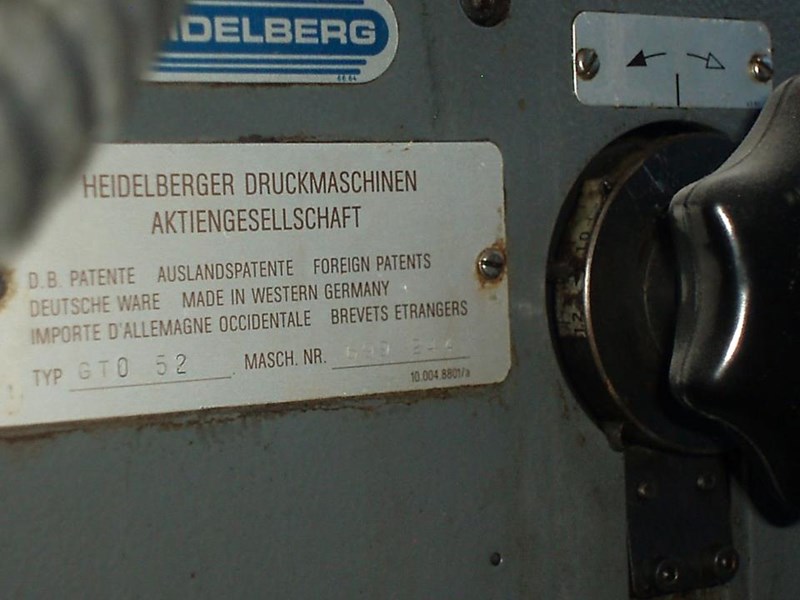 HEIDELBERG
HEIDELBERGER DRUCKMASCHINEN
AKTIENGESELLSCHAFT
D.B. PATENTE AUSLANDSPATENTE FOREIGN PATENTS
DEUTSCHE WARE MADE IN WESTERN GERMANY
IMPORTE D'ALLEMAGNE OCCIDENTALE BREVETS ETRANGERS
TYP GTO 52 MASCH. NR.
10.004.8801/a